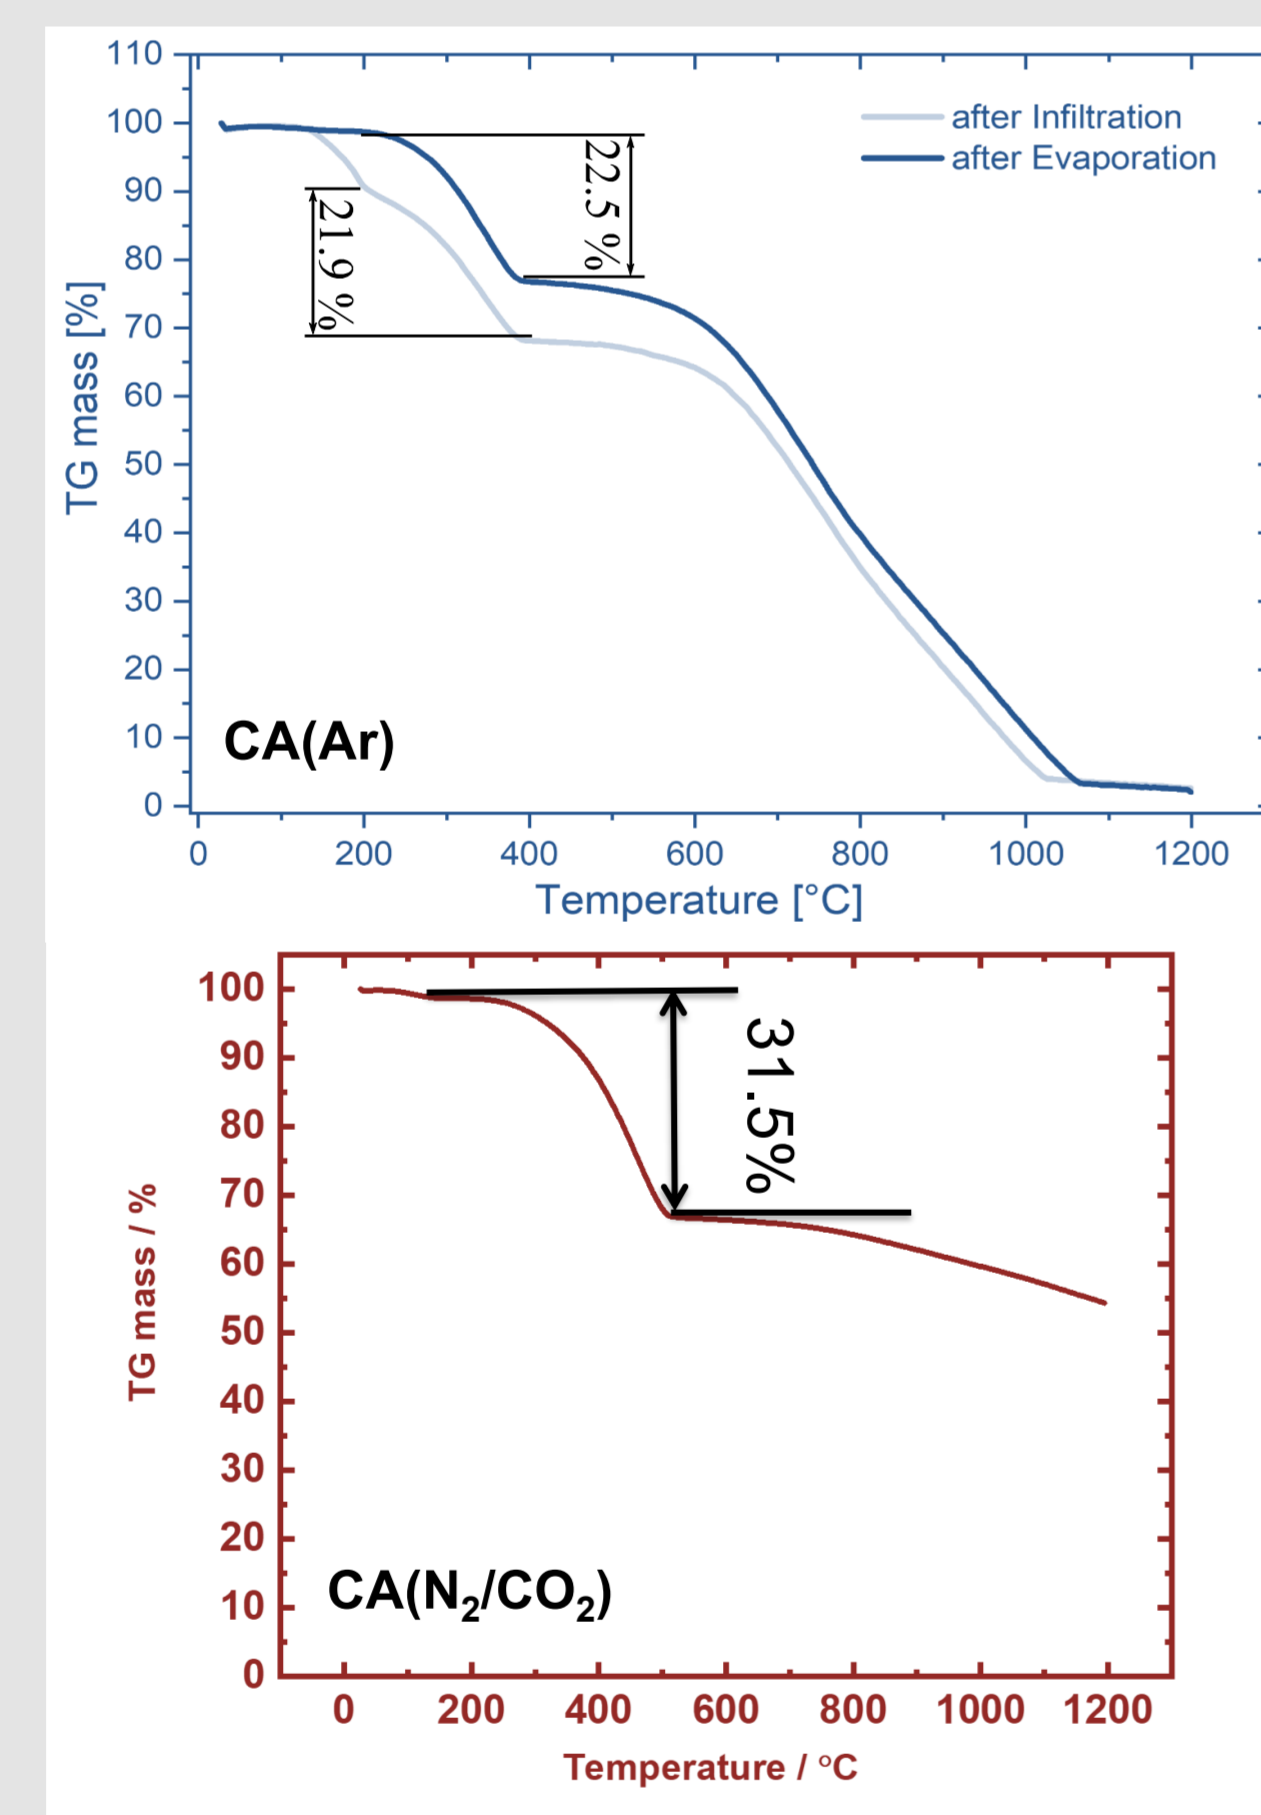 110
100
90
80
70
60
50
40
30
20
10
0
TG mass [%]
after Infiltration
after Evaporation
22.5 %
21.9 %
CA(Ar)
0 200 400 600 800 1000 1200
Temperature [°C]
100
90
80
70
60
50
40
30
20
10
0
TG mass / %
31.5%
CA(N₂/CO₂)
0 200 400 600 800 1000 1200
Temperature / °C